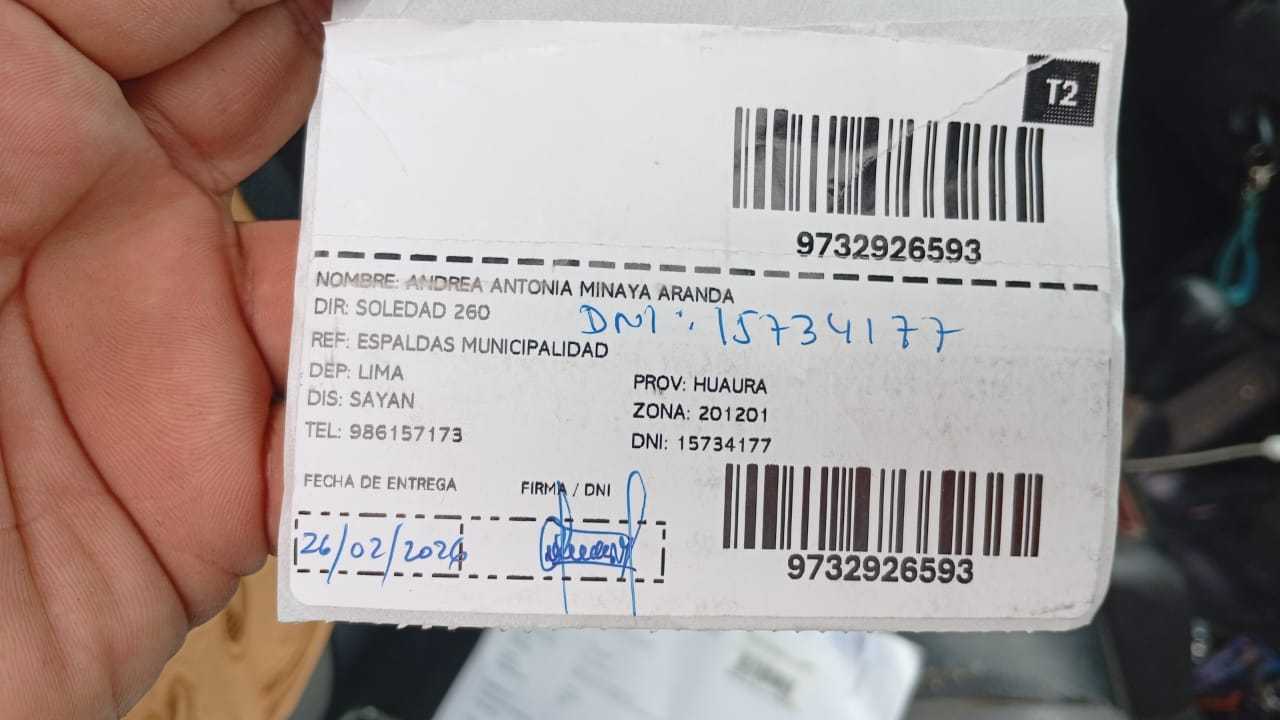 T2
9732926593
NOMBRE: ANDREA ANTONIA MINAYA ARANDA
DIR: SOLEDAD 260
DNI: 15734177
REF: ESPALDAS MUNICIPALIDAD
DEP: LIMA
PROV: HUAURA
DIS: SAYAN
ZONA: 201201
TEL: 986157173
DNI: 15734177
FECHA DE ENTREGA
FIRMA / DNI
26/02/2026
9732926593